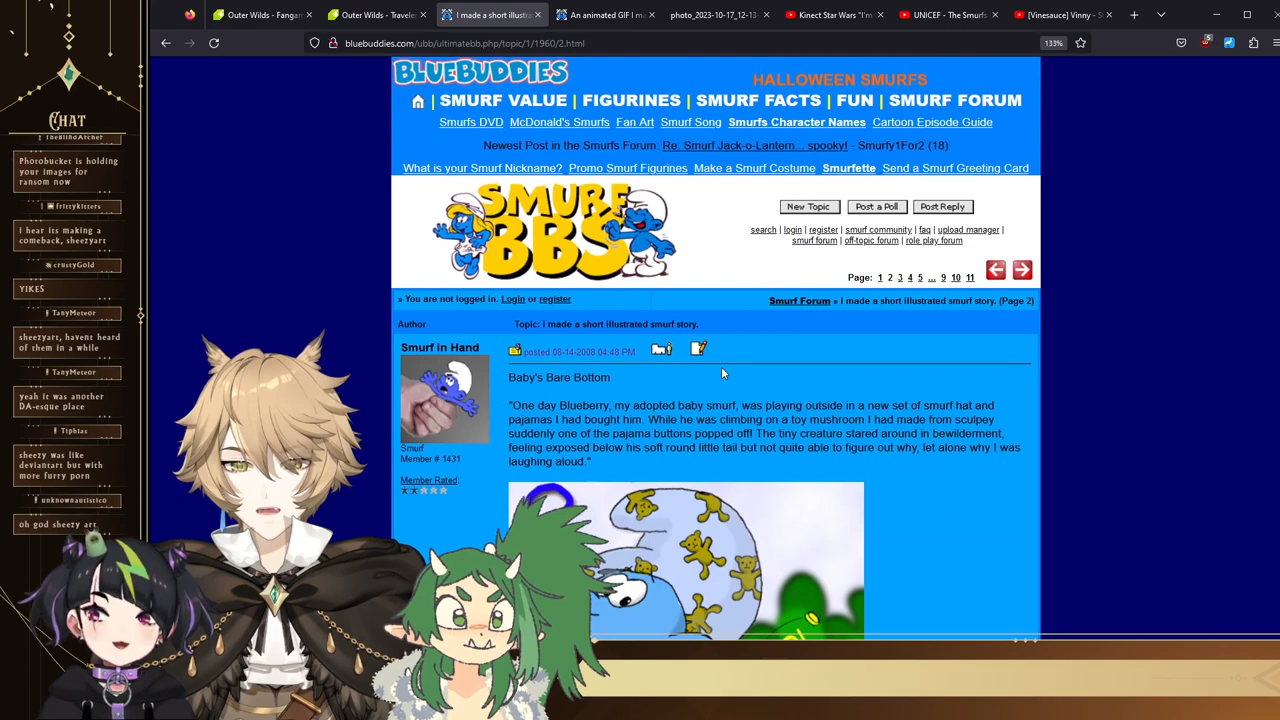 Outer Wilds - Fangam
Outer Wilds - Travele
I made a short illustra
An animated GIF I ma
photo_2023-10-17_12-13-
Kinect Star Wars "I'm
UNICEF - The Smurfs
[Vinesauce] Vinny - St
bluebuddies.com/ubb/ultimatebb.php/topic/1/1960/2.html
133%
5
CHAT
TheBlindArcher
Photobucket is holding
your images for
ransom now
frittykitters
I hear its making a
comeback, sheezyart
crustyGold
YIKES
TanyMeteor
sheezyart, havent heard
of them in a while
TanyMeteor
yeah it was another
DA-esque place
Tiphias
sheezy was like
deviantart but with
more furry porn
unknownautistico
oh god sheezy art
BLUEBUDDIES
HALLOWEEN SMURFS
| SMURF VALUE | FIGURINES | SMURF FACTS | FUN | SMURF FORUM
Smurfs DVD McDonald's Smurfs Fan Art Smurf Song Smurfs Character Names Cartoon Episode Guide
Newest Post in the Smurfs Forum: Re. Smurf Jack-o-Lantern... spooky! - Smurfy1For2 (18)
What is your Smurf Nickname? Promo Smurf Figurines Make a Smurf Costume Smurfette Send a Smurf Greeting Card
SMURF
BBS
New Topic Post a Poll Post Reply
search | login | register | smurf community | faq | upload manager |
smurf forum | off-topic forum | role play forum
Page: 1 2 3 4 5 ... 9 10 11
» You are not logged in. Login or register
Smurf Forum » I made a short illustrated smurf story. (Page 2)
Author
Topic: I made a short illustrated smurf story.
Smurf in Hand
Smurf
Member # 1431
Member Rated:
posted 08-14-2008 04:48 PM
Baby's Bare Bottom
"One day Blueberry, my adopted baby smurf, was playing outside in a new set of smurf hat and
pajamas I had bought him. While he was climbing on a toy mushroom I had made from sculpey
suddenly one of the pajama buttons popped off! The tiny creature stared around in bewilderment,
feeling exposed below his soft round little tail but not quite able to figure out why, let alone why I was
laughing aloud."